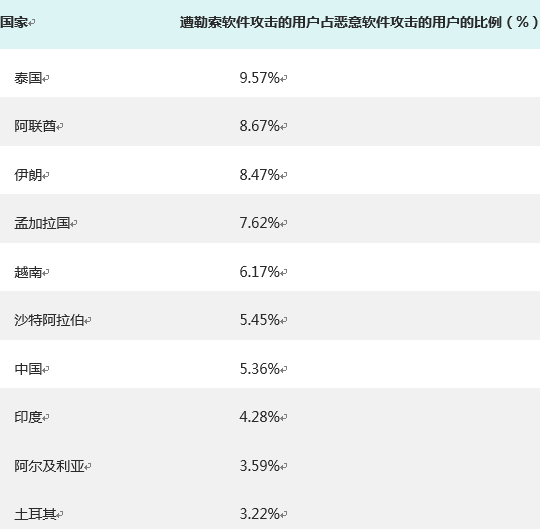 国家 遭勒索软件攻击的用户占恶意软件攻击的用户的比例（%）
泰国 9.57%
阿联酋 8.67%
伊朗 8.47%
孟加拉国 7.62%
越南 6.17%
沙特阿拉伯 5.45%
中国 5.36%
印度 4.28%
阿尔及利亚 3.59%
土耳其 3.22%